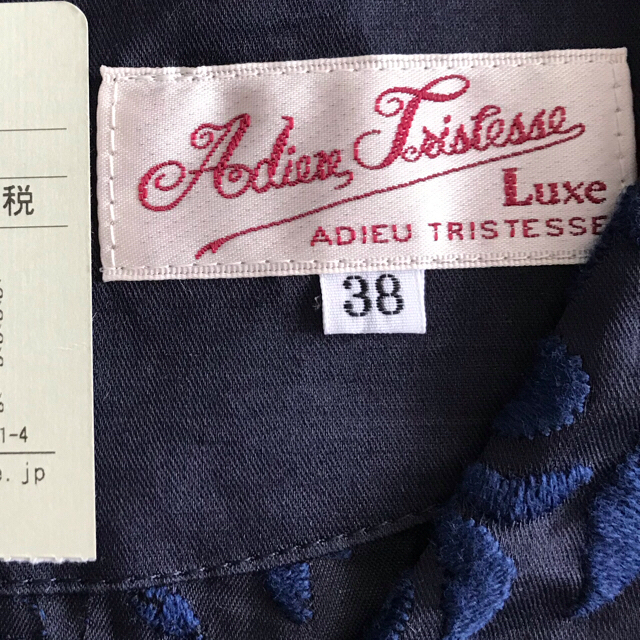 Adieu, Tristesse
Luxe
ADIEU TRISTESSE
38
税
1-4
.jp